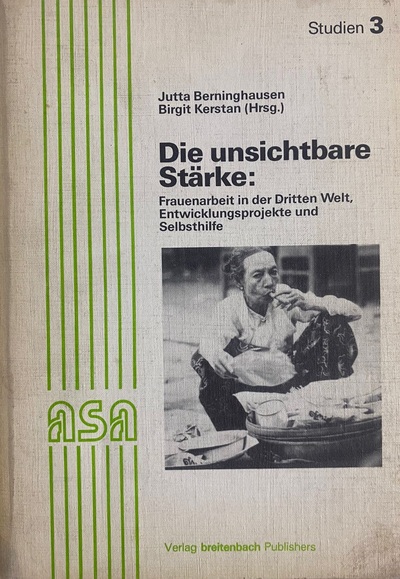 Studien 3
Jutta Berninghausen
Birgit Kerstan (Hrsg.)
Die unsichtbare
Stärke:
Frauenarbeit in der Dritten Welt,
Entwicklungsprojekte und
Selbsthilfe
asa
Verlag breitenbach Publishers